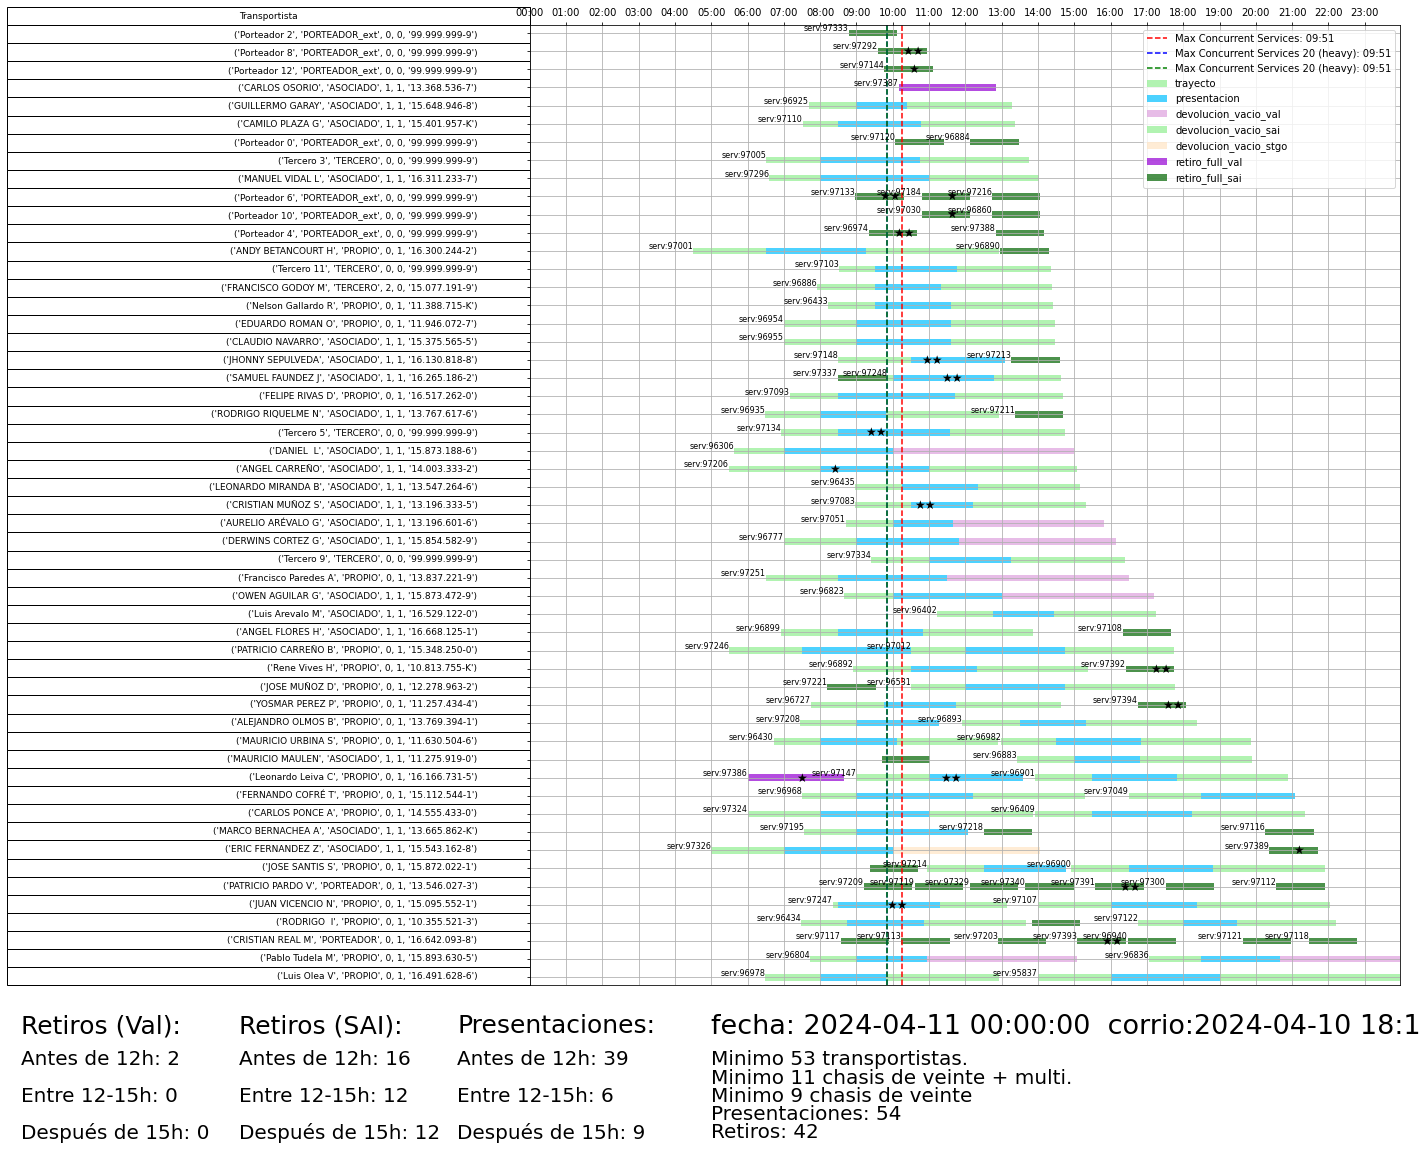 Transportista
00:00 01:00 02:00 03:00 04:00 05:00 06:00 07:00 08:00 09:00 10:00 11:00 12:00 13:00 14:00 15:00 16:00 17:00 18:00 19:00 20:00 21:00 22:00 23:00
Max Concurrent Services: 09:51
Max Concurrent Services 20 (heavy): 09:51
Max Concurrent Services 20 (heavy): 09:51
trayecto
presentacion
devolucion_vacio_val
devolucion_vacio_sai
devolucion_vacio_stgo
retiro_full_val
retiro_full_sai
('Porteador 2', 'PORTEADOR_ext', 0, 0, '99.999.999-9') serv:97333
('Porteador 8', 'PORTEADOR_ext', 0, 0, '99.999.999-9') serv:97292
('Porteador 12', 'PORTEADOR_ext', 0, 0, '99.999.999-9') serv:97144
('CARLOS OSORIO', 'ASOCIADO', 1, 1, '13.368.536-7') serv:97387
('GUILLERMO GARAY', 'ASOCIADO', 1, 1, '15.648.946-8') serv:96925
('CAMILO PLAZA G', 'ASOCIADO', 1, 1, '15.401.957-K') serv:97110
('Porteador 0', 'PORTEADOR_ext', 0, 0, '99.999.999-9') serv:97120 serv:96884
('Tercero 3', 'TERCERO', 0, 0, '99.999.999-9') serv:97005
('MANUEL VIDAL L', 'ASOCIADO', 1, 1, '16.311.233-7') serv:97296
('Porteador 6', 'PORTEADOR_ext', 0, 0, '99.999.999-9') serv:97133 serv:97184 serv:97216
('Porteador 10', 'PORTEADOR_ext', 0, 0, '99.999.999-9') serv:97030 serv:96860
('Porteador 4', 'PORTEADOR_ext', 0, 0, '99.999.999-9') serv:96974 serv:97388
('ANDY BETANCOURT H', 'PROPIO', 0, 1, '16.300.244-2') serv:97001 serv:96890
('Tercero 11', 'TERCERO', 0, 0, '99.999.999-9') serv:97103
('FRANCISCO GODOY M', 'TERCERO', 2, 0, '15.077.191-9') serv:96886
('Nelson Gallardo R', 'PROPIO', 0, 1, '11.388.715-K') serv:96433
('EDUARDO ROMAN O', 'PROPIO', 0, 1, '11.946.072-7') serv:96954
('CLAUDIO NAVARRO', 'ASOCIADO', 1, 1, '15.375.565-5') serv:96955
('JHONNY SEPULVEDA', 'ASOCIADO', 1, 1, '16.130.818-8') serv:97148 serv:97213
('SAMUEL FAUNDEZ J', 'ASOCIADO', 1, 1, '16.265.186-2') serv:97337 serv:97248
('FELIPE RIVAS D', 'PROPIO', 0, 1, '16.517.262-0') serv:97093
('RODRIGO RIQUELME N', 'ASOCIADO', 1, 1, '13.767.617-6') serv:96935 serv:97211
('Tercero 5', 'TERCERO', 0, 0, '99.999.999-9') serv:97134
('DANIEL  L', 'ASOCIADO', 1, 1, '15.873.188-6') serv:96306
('ANGEL CARREÑO', 'ASOCIADO', 1, 1, '14.003.333-2') serv:97206
('LEONARDO MIRANDA B', 'ASOCIADO', 1, 1, '13.547.264-6') serv:96435
('CRISTIAN MUÑOZ S', 'ASOCIADO', 1, 1, '13.196.333-5') serv:97083
('AURELIO ARÉVALO G', 'ASOCIADO', 1, 1, '13.196.601-6') serv:97051
('DERWINS CORTEZ G', 'ASOCIADO', 1, 1, '15.854.582-9') serv:96777
('Tercero 9', 'TERCERO', 0, 0, '99.999.999-9') serv:97334
('Francisco Paredes A', 'PROPIO', 0, 1, '13.837.221-9') serv:97251
('OWEN AGUILAR G', 'ASOCIADO', 1, 1, '15.873.472-9') serv:96823
('Luis Arevalo M', 'ASOCIADO', 1, 1, '16.529.122-0') serv:96402
('ANGEL FLORES H', 'ASOCIADO', 1, 1, '16.668.125-1') serv:96899 serv:97108
('PATRICIO CARREÑO B', 'PROPIO', 0, 1, '15.348.250-0') serv:97246 serv:97012
('Rene Vives H', 'PROPIO', 0, 1, '10.813.755-K') serv:96892 serv:97392
('JOSE MUÑOZ D', 'PROPIO', 0, 1, '12.278.963-2') serv:97221 serv:96531
('YOSMAR PEREZ P', 'PROPIO', 0, 1, '11.257.434-4') serv:96727 serv:97394
('ALEJANDRO OLMOS B', 'PROPIO', 0, 1, '13.769.394-1') serv:97208 serv:96893
('MAURICIO URBINA S', 'PROPIO', 0, 1, '11.630.504-6') serv:96430 serv:96982
('MAURICIO MAULEN', 'ASOCIADO', 1, 1, '11.275.919-0') serv:96883
('Leonardo Leiva C', 'PROPIO', 0, 1, '16.166.731-5') serv:97386 serv:97147 serv:96901
('FERNANDO COFRÉ T', 'PROPIO', 0, 1, '15.112.544-1') serv:96968 serv:97049
('CARLOS PONCE A', 'PROPIO', 0, 1, '14.555.433-0') serv:97324 serv:96409
('MARCO BERNACHEA A', 'ASOCIADO', 1, 1, '13.665.862-K') serv:97195 serv:97218 serv:97116
('ERIC FERNANDEZ Z', 'ASOCIADO', 1, 1, '15.543.162-8') serv:97326 serv:97389
('JOSE SANTIS S', 'PROPIO', 0, 1, '15.872.022-1') serv:97214 serv:96900
('PATRICIO PARDO V', 'PORTEADOR', 0, 1, '13.546.027-3') serv:97209 serv:97119 serv:97329 serv:97340 serv:97391 serv:97300 serv:97112
('JUAN VICENCIO N', 'PROPIO', 0, 1, '15.095.552-1') serv:97247 serv:97107
('RODRIGO  I', 'PROPIO', 0, 1, '10.355.521-3') serv:96434 serv:97122
('CRISTIAN REAL M', 'PORTEADOR', 0, 1, '16.642.093-8') serv:97117 serv:97113 serv:97203 serv:97393 serv:96940 serv:97121 serv:97118
('Pablo Tudela M', 'PROPIO', 0, 1, '15.893.630-5') serv:96804 serv:96836
('Luis Olea V', 'PROPIO', 0, 1, '16.491.628-6') serv:96978 serv:95837
Retiros (Val):
Antes de 12h: 2
Entre 12-15h: 0
Después de 15h: 0
Retiros (SAI):
Antes de 12h: 16
Entre 12-15h: 12
Después de 15h: 12
Presentaciones:
Antes de 12h: 39
Entre 12-15h: 6
Después de 15h: 9
fecha: 2024-04-11 00:00:00  corrio:2024-04-10 18:1
Minimo 53 transportistas.
Minimo 11 chasis de veinte + multi.
Minimo 9 chasis de veinte
Presentaciones: 54
Retiros: 42